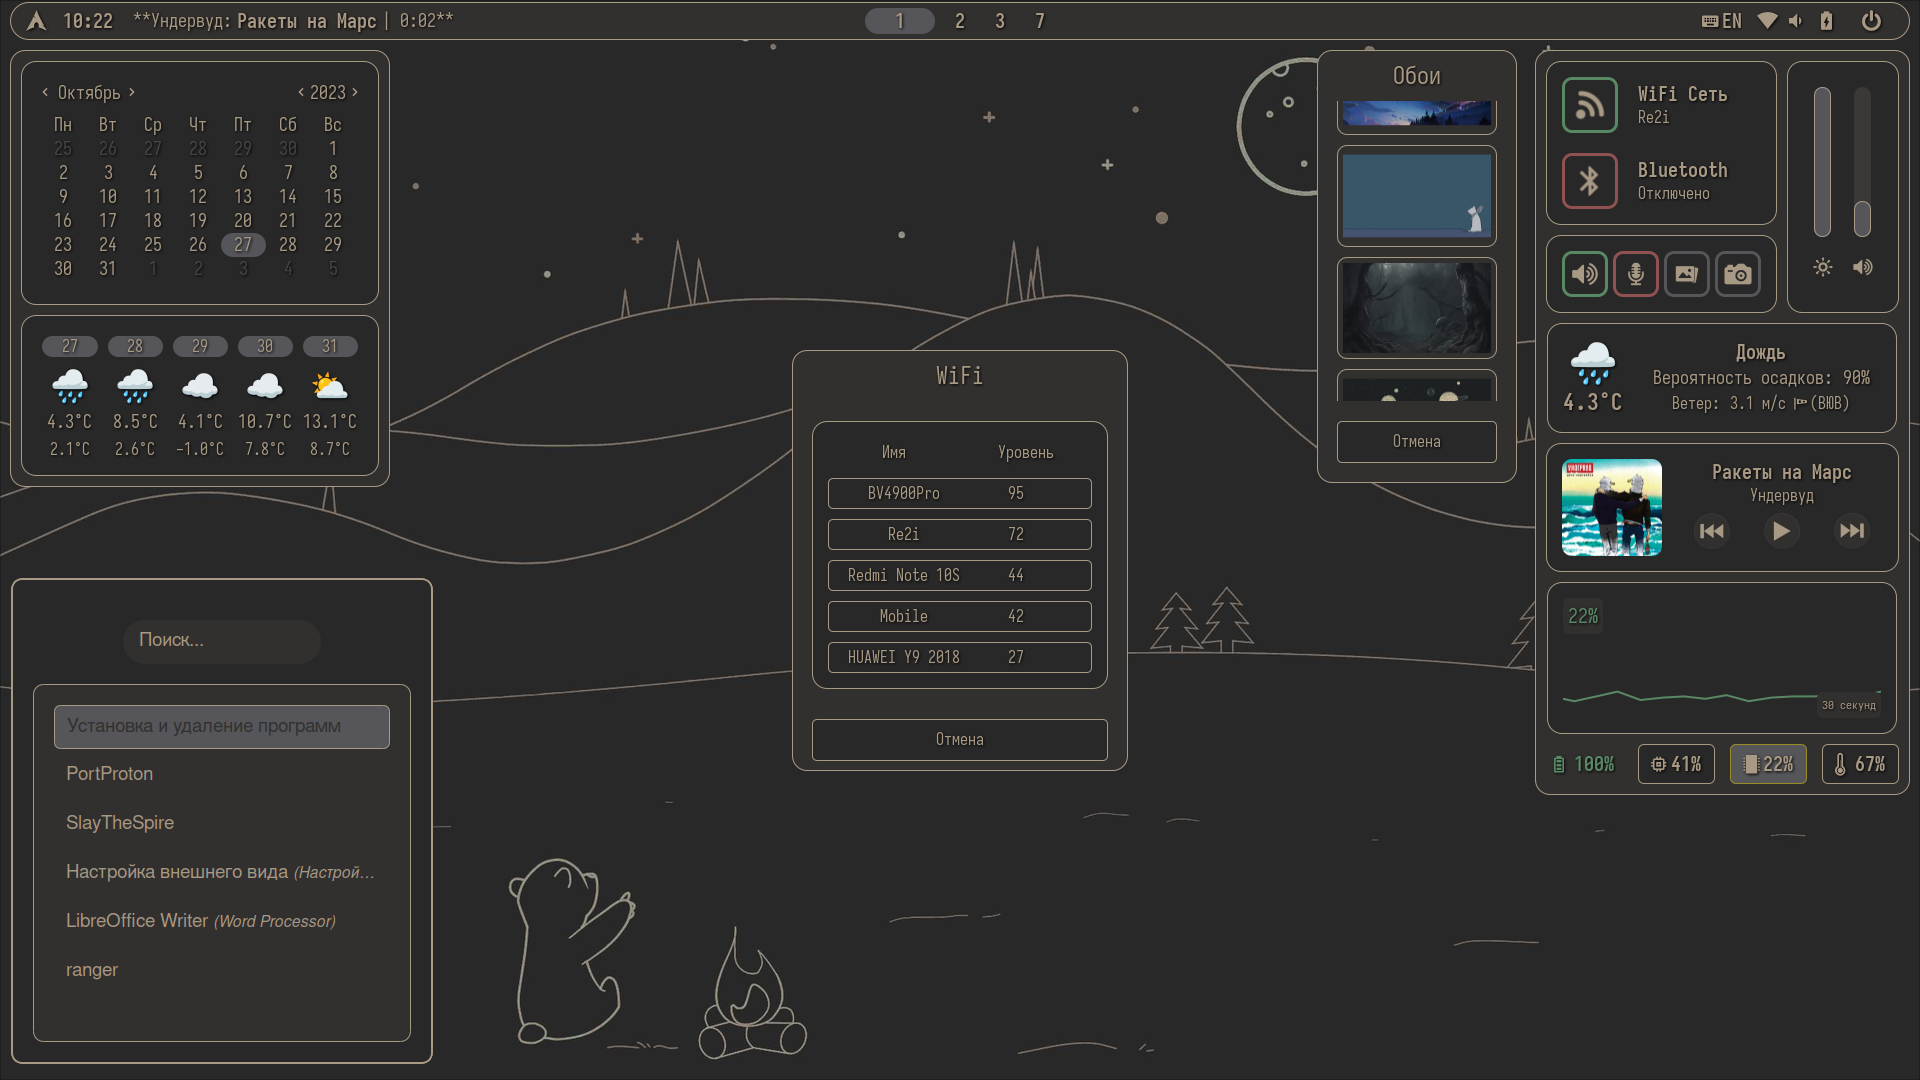 10:22 **Ундервуд: Ракеты на Марс | 0:02**
1 2 3 7
EN
‹ Октябрь › ‹ 2023 ›
Пн Вт Ср Чт Пт Сб Вс
25 26 27 28 29 30 1
2 3 4 5 6 7 8
9 10 11 12 13 14 15
16 17 18 19 20 21 22
23 24 25 26 27 28 29
30 31 1 2 3 4 5
27 28 29 30 31
4.3°C 8.5°C 4.1°C 10.7°C 13.1°C
2.1°C 2.6°C -1.0°C 7.8°C 8.7°C
Поиск...
Установка и удаление программ
PortProton
SlayTheSpire
Настройка внешнего вида (Настрой...
LibreOffice Writer (Word Processor)
ranger
WiFi
Имя Уровень
BV4900Pro 95
Re2i 72
Redmi Note 10S 44
Mobile 42
HUAWEI Y9 2018 27
Отмена
Обои
Отмена
WiFi Сеть
Re2i
Bluetooth
Отключено
Дождь
Вероятность осадков: 90%
4.3°C
Ветер: 3.1 м/с (ВЮВ)
УНДЕРВУД
Ракеты на Марс
Ундервуд
22%
30 секунд
100% 41% 22% 67%